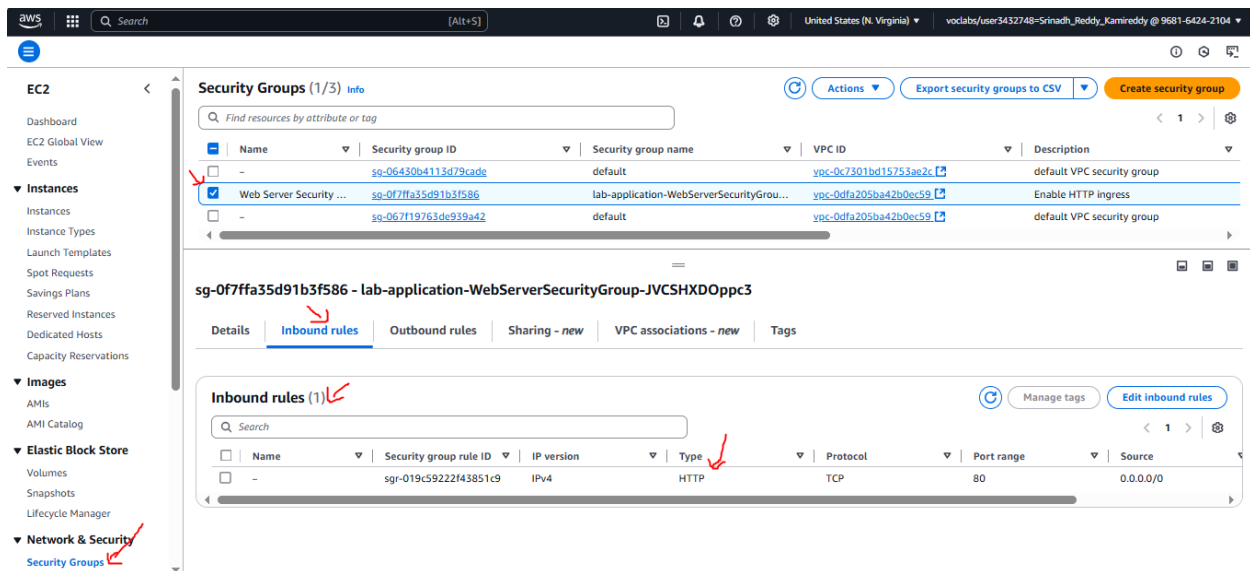 aws Search [Alt+S] United States (N. Virginia) voclabs/user3432748=Srinadh_Reddy_Kamireddy @ 9681-6424-2104
EC2
Dashboard
EC2 Global View
Events
Instances
Instances
Instance Types
Launch Templates
Spot Requests
Savings Plans
Reserved Instances
Dedicated Hosts
Capacity Reservations
Images
AMIs
AMI Catalog
Elastic Block Store
Volumes
Snapshots
Lifecycle Manager
Network & Security
Security Groups
Security Groups (1/3) Info Actions Export security groups to CSV Create security group
Find resources by attribute or tag 1
Name Security group ID Security group name VPC ID Description
– sg-06430b4113d79cade default vpc-0c7301bd15753ae2c default VPC security group
Web Server Security ... sg-0f7ffa35d91b3f586 lab-application-WebServerSecurityGrou... vpc-0dfa205ba42b0ec59 Enable HTTP ingress
– sg-067f19763de939a42 default vpc-0dfa205ba42b0ec59 default VPC security group
sg-0f7ffa35d91b3f586 - lab-application-WebServerSecurityGroup-JVCSHXDOppc3
Details Inbound rules Outbound rules Sharing - new VPC associations - new Tags
Inbound rules (1) Manage tags Edit inbound rules
Search 1
Name Security group rule ID IP version Type Protocol Port range Source
– sgr-019c59222f43851c9 IPv4 HTTP TCP 80 0.0.0.0/0